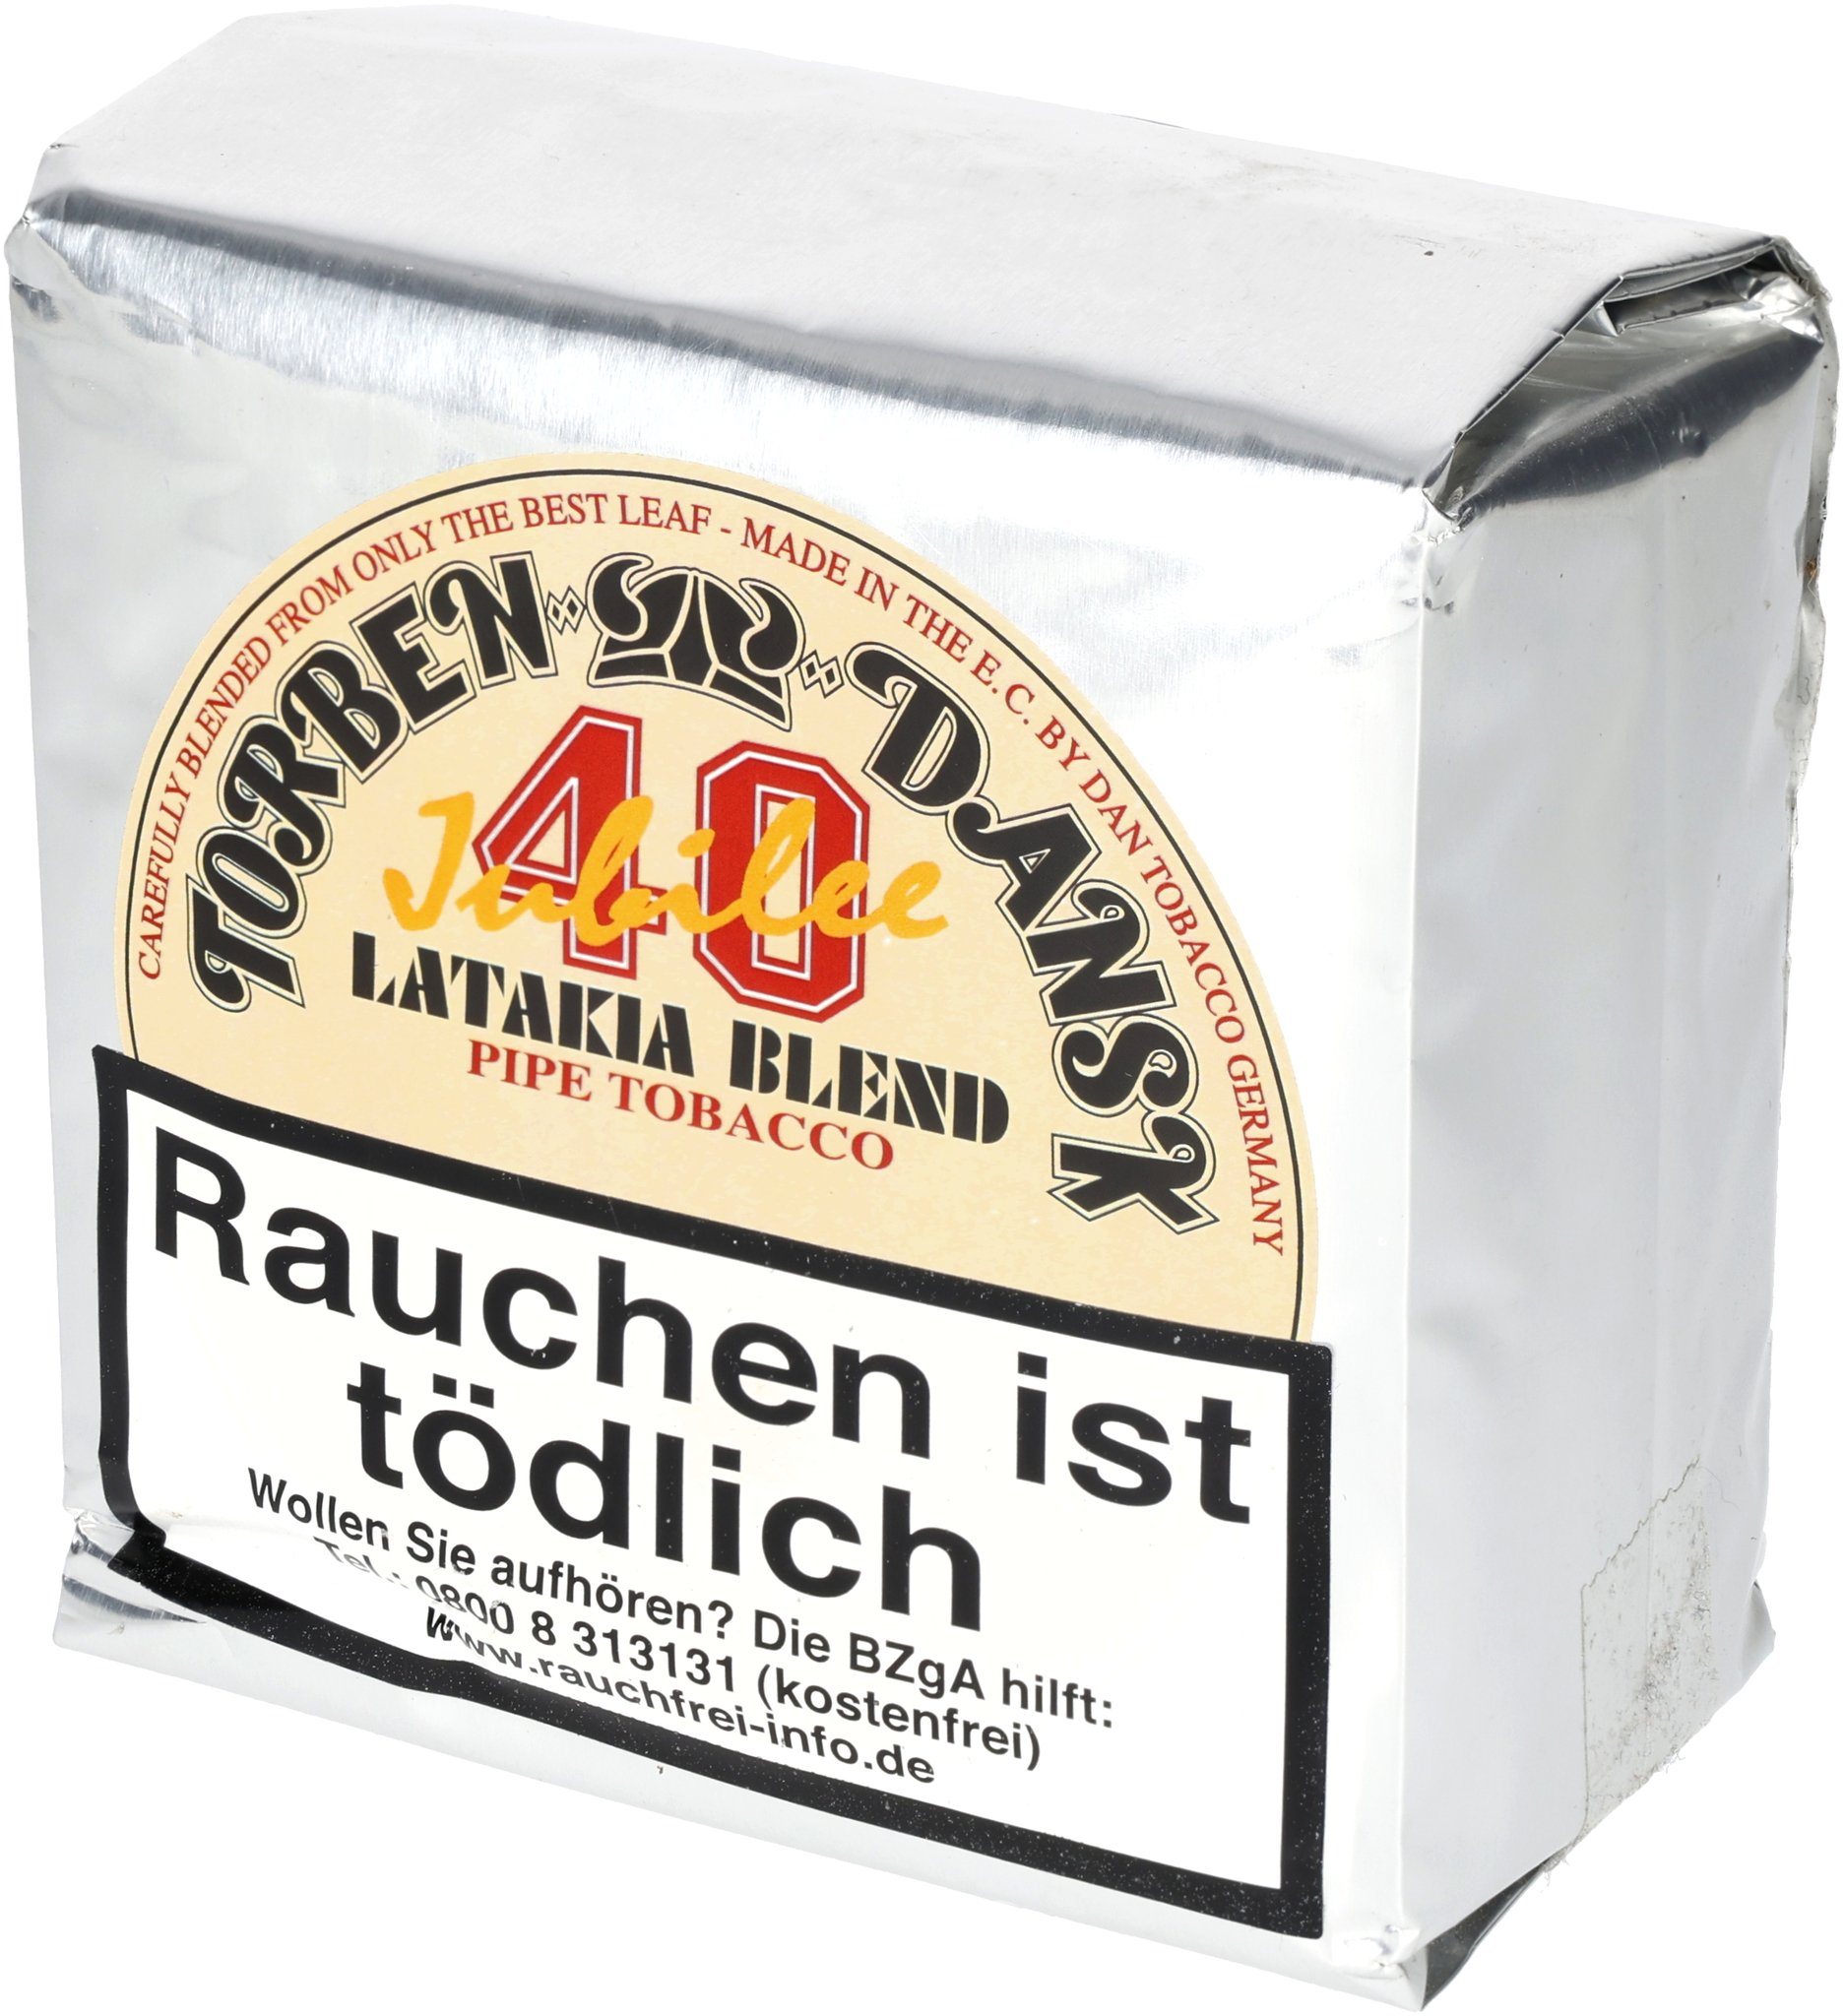 CAREFULLY BLENDED FROM ONLY THE BEST LEAF - MADE IN THE E.C. BY DAN TOBACCO GERMANY
TORBEN DANSK
40
Jubilee
LATAKIA BLEND
PIPE TOBACCO
Rauchen ist
tödlich
Wollen Sie aufhören? Die BZgA hilft:
Tel.: 0800 8 313131 (kostenfrei)
www.rauchfrei-info.de